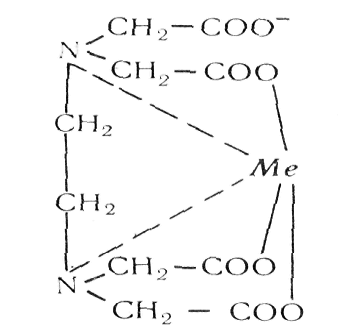 CH₂—COO⁻
N
CH₂—COO
CH₂
Me
CH₂
CH₂—COO
N
CH₂ — COO